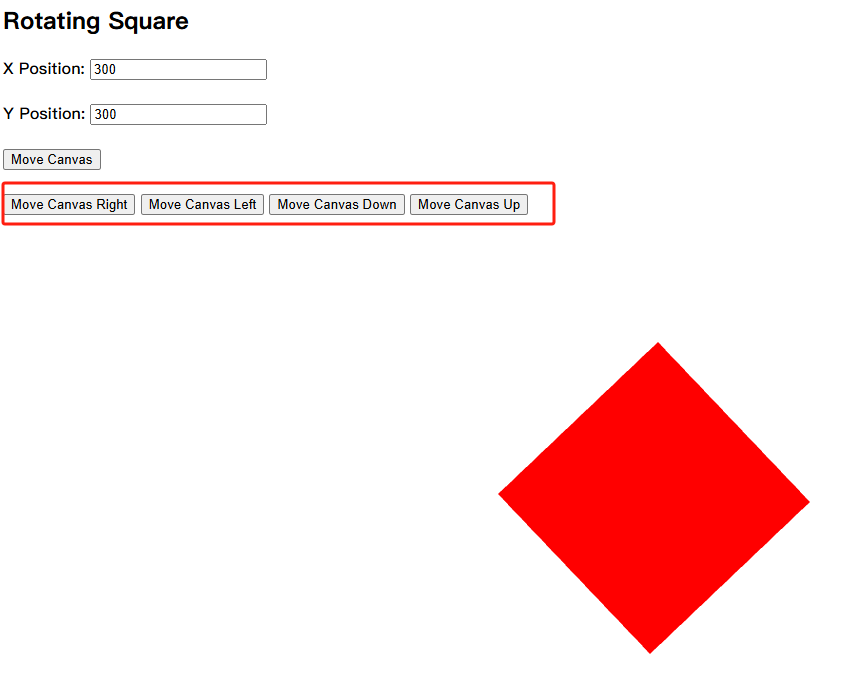 Rotating Square
X Position: 300
Y Position: 300
Move Canvas
Move Canvas Right Move Canvas Left Move Canvas Down Move Canvas Up